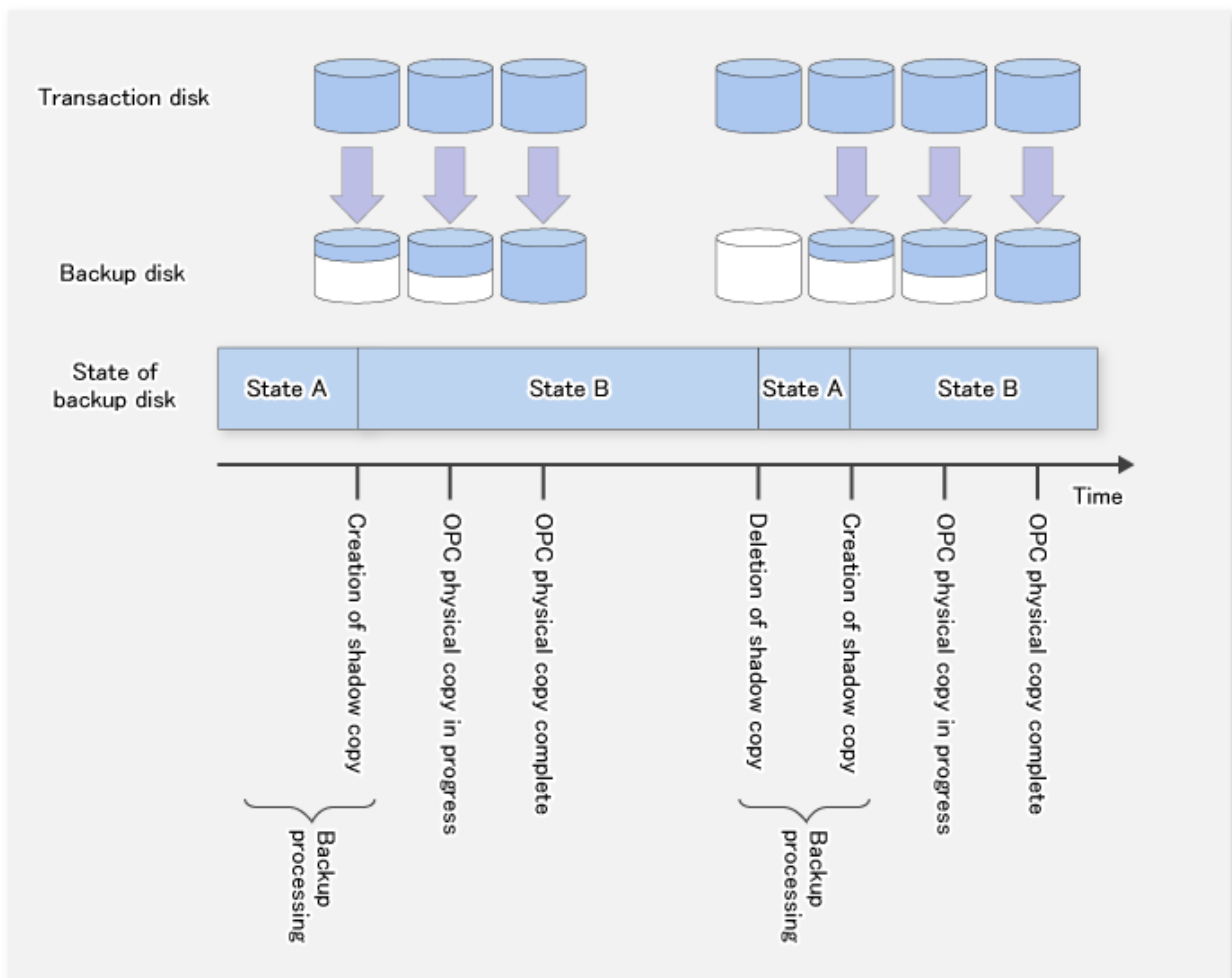 Transaction disk
Backup disk
State of
backup disk
State A
State B
State A
State B
Time
Creation of shadow copy
OPC physical copy in progress
OPC physical copy complete
Deletion of shadow copy
Creation of shadow copy
OPC physical copy in progress
OPC physical copy complete
Backup
processing
Backup
processing